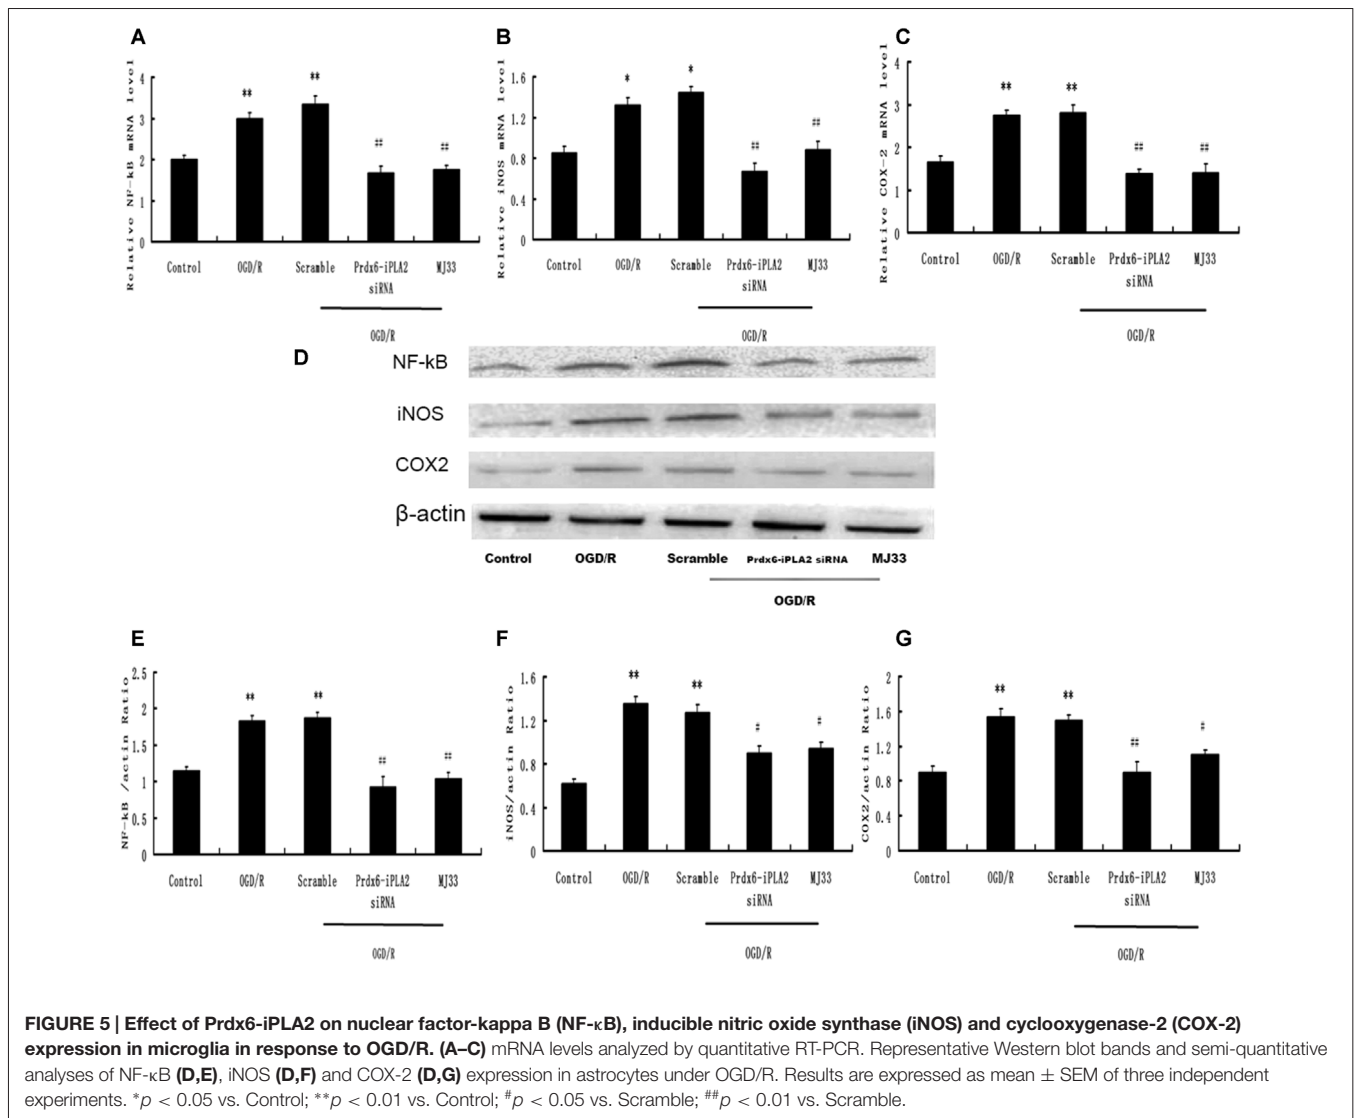 A
B
C
Relative NF-kB mRNA level
4
3
2
1
0
**
**
##
##
Control
OGD/R
Scramble
Prdx6-iPLA2
siRNA
MJ33
OGD/R
Relative iNOS mRNA level
1.6
1.2
0.8
0.4
0
*
*
##
##
Control
OGD/R
Scramble
Prdx6-iPLA2
siRNA
MJ33
OGD/R
Relative COX-2 mRNA level
4
3
2
1
0
**
**
##
##
Control
OGD/R
Scramble
Prdx6-iPLA2
siRNA
MJ33
OGD/R
D
NF-kB
iNOS
COX2
β-actin
Control OGD/R Scramble Prdx6-iPLA2 siRNA MJ33
OGD/R
E
F
G
NF-kB /actin Ratio
2.5
2
1.5
1
0.5
0
**
**
##
##
Control
OGD/R
Scramble
Prdx6-iPLA2
siRNA
MJ33
OGD/R
iNOS/actin Ratio
1.6
1.2
0.8
0.4
0
**
**
#
#
Control
OGD/R
Scramble
Prdx6-iPLA2
siRNA
MJ33
OGD/R
COX2/actin Ratio
2
1.6
1.2
0.8
0.4
0
**
**
##
#
Control
OGD/R
Scramble
Prdx6-iPLA2
siRNA
MJ33
OGD/R
FIGURE 5 | Effect of Prdx6-iPLA2 on nuclear factor-kappa B (NF-κB), inducible nitric oxide synthase (iNOS) and cyclooxygenase-2 (COX-2)
expression in microglia in response to OGD/R. (A–C) mRNA levels analyzed by quantitative RT-PCR. Representative Western blot bands and semi-quantitative
analyses of NF-κB (D,E), iNOS (D,F) and COX-2 (D,G) expression in astrocytes under OGD/R. Results are expressed as mean ± SEM of three independent
experiments. *p < 0.05 vs. Control; **p < 0.01 vs. Control; #p < 0.05 vs. Scramble; ##p < 0.01 vs. Scramble.